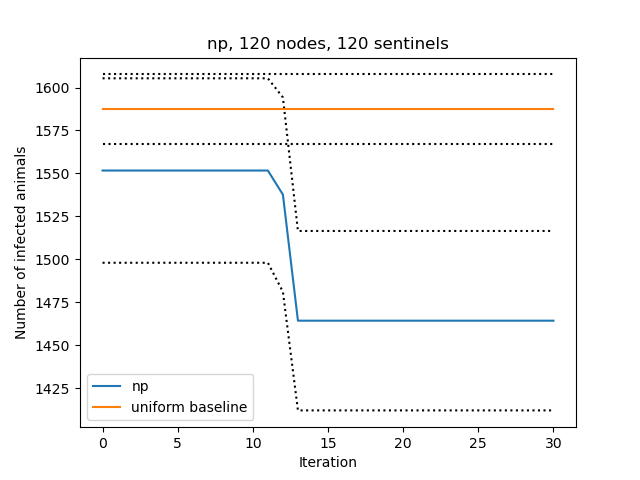 np, 120 nodes, 120 sentinels
Number of infected animals
1600
1575
1550
1525
1500
1475
1450
1425
np
uniform baseline
0 5 10 15 20 25 30
Iteration